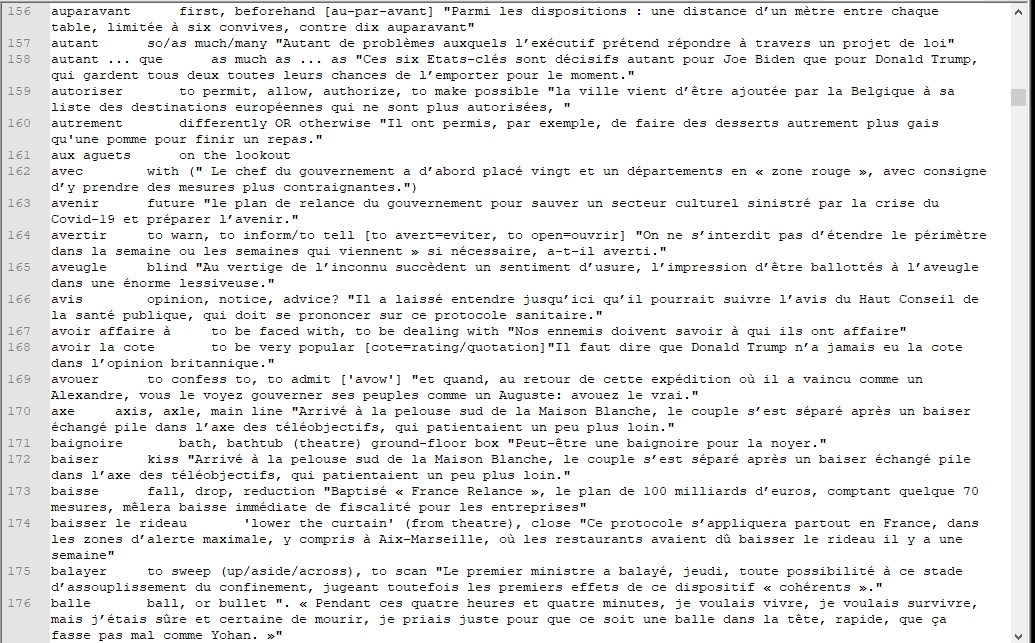 156 auparavant first, beforehand [au-par-avant] "Parmi les dispositions : une distance d’un mètre entre chaque
table, limitée à six convives, contre dix auparavant"
157 autant so/as much/many "Autant de problèmes auxquels l’exécutif prétend répondre à travers un projet de loi"
158 autant ... que as much as ... as "Ces six Etats-clés sont décisifs autant pour Joe Biden que pour Donald Trump,
qui gardent tous deux toutes leurs chances de l’emporter pour le moment."
159 autoriser to permit, allow, authorize, to make possible "la ville vient d’être ajoutée par la Belgique à sa
liste des destinations européennes qui ne sont plus autorisées, "
160 autrement differently OR otherwise "Il ont permis, par exemple, de faire des desserts autrement plus gais
qu'une pomme pour finir un repas."
161 aux aguets on the lookout
162 avec with (" Le chef du gouvernement a d’abord placé vingt et un départements en « zone rouge », avec consigne
d’y prendre des mesures plus contraignantes.")
163 avenir future "le plan de relance du gouvernement pour sauver un secteur culturel sinistré par la crise du
Covid-19 et préparer l’avenir."
164 avertir to warn, to inform/to tell [to avert=eviter, to open=ouvrir] "On ne s’interdit pas d’étendre le périmètre
dans la semaine ou les semaines qui viennent » si nécessaire, a-t-il averti."
165 aveugle blind "Au vertige de l’inconnu succèdent un sentiment d’usure, l’impression d’être ballottés à l’aveugle
dans une énorme lessiveuse."
166 avis opinion, notice, advice? "Il a laissé entendre jusqu’ici qu’il pourrait suivre l’avis du Haut Conseil de
la santé publique, qui doit se prononcer sur ce protocole sanitaire."
167 avoir affaire à to be faced with, to be dealing with "Nos ennemis doivent savoir à qui ils ont affaire"
168 avoir la cote to be very popular [cote=rating/quotation]"Il faut dire que Donald Trump n’a jamais eu la cote
dans l’opinion britannique."
169 avouer to confess to, to admit ['avow'] "et quand, au retour de cette expédition où il a vaincu comme un
Alexandre, vous le voyez gouverner ses peuples comme un Auguste: avouez le vrai."
170 axe axis, axle, main line "Arrivé à la pelouse sud de la Maison Blanche, le couple s’est séparé après un baiser
échangé pile dans l’axe des téléobjectifs, qui patientaient un peu plus loin."
171 baignoire bath, bathtub (theatre) ground-floor box "Peut-être une baignoire pour la noyer."
172 baiser kiss "Arrivé à la pelouse sud de la Maison Blanche, le couple s’est séparé après un baiser échangé pile
dans l’axe des téléobjectifs, qui patientaient un peu plus loin."
173 baisse fall, drop, reduction "Baptisé « France Relance », le plan de 100 milliards d’euros, comptant quelque 70
mesures, mêlera baisse immédiate de fiscalité pour les entreprises"
174 baisser le rideau 'lower the curtain' (from theatre), close "Ce protocole s’appliquera partout en France, dans
les zones d’alerte maximale, y compris à Aix-Marseille, où les restaurants avaient dû baisser le rideau il y a une
semaine"
175 balayer to sweep (up/aside/across), to scan "Le premier ministre a balayé, jeudi, toute possibilité à ce stade
d’assouplissement du confinement, jugeant toutefois les premiers effets de ce dispositif « cohérents »."
176 balle ball, or bullet ". « Pendant ces quatre heures et quatre minutes, je voulais vivre, je voulais survivre,
mais j’étais sûre et certaine de mourir, je priais juste pour que ce soit une balle dans la tête, rapide, que ça
fasse pas mal comme Yohan. »"